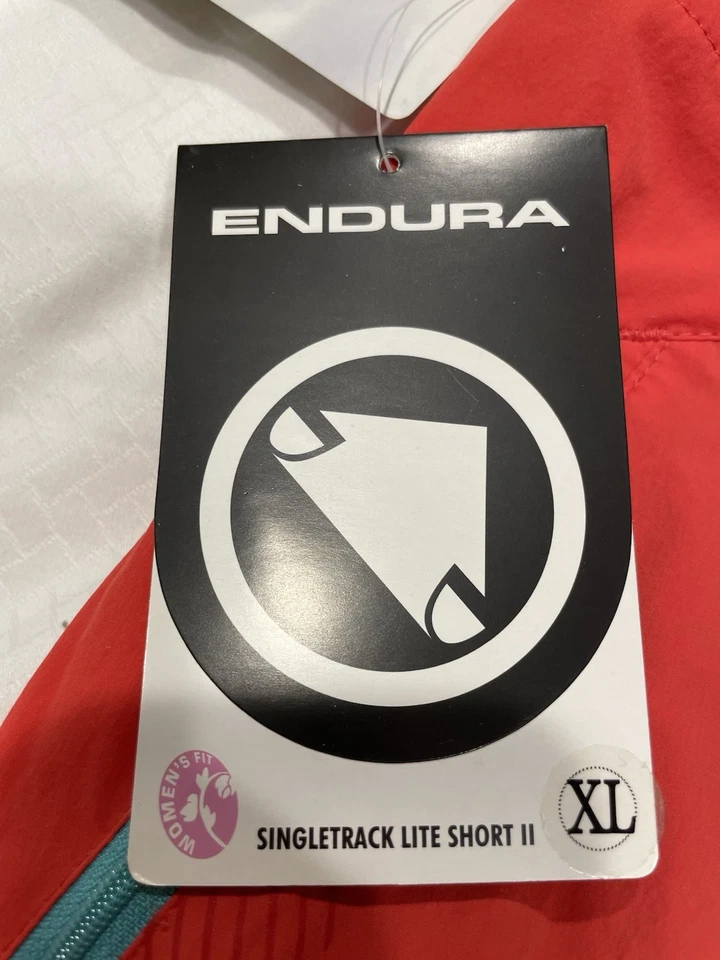 ENDURA
WOMEN'S FIT
SINGLETRACK LITE SHORT II
XL